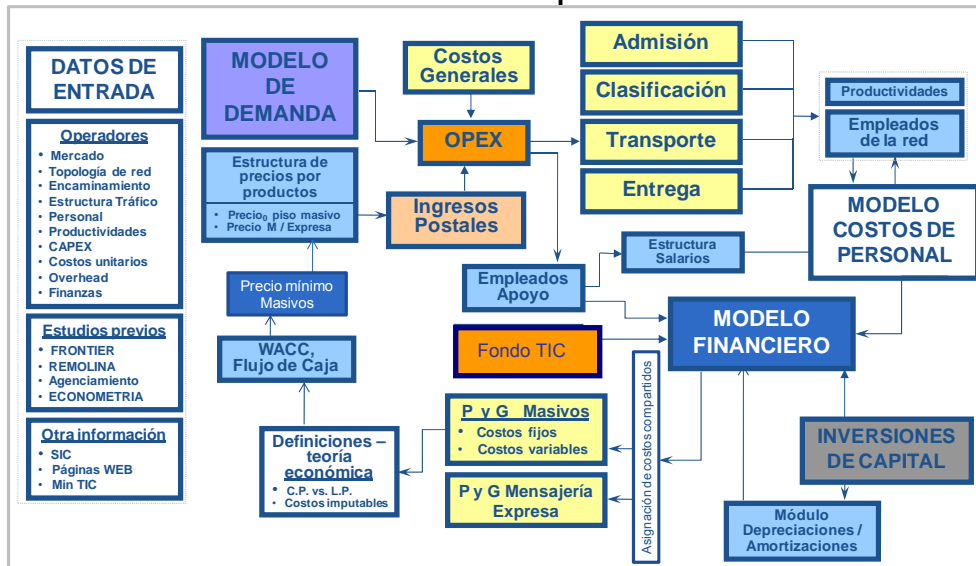 DATOS DE
ENTRADA
Operadores
• Mercado
• Topología de red
• Encaminamiento
• Estructura Tráfico
• Personal
• Productividades
• CAPEX
• Costos unitarios
• Overhead
• Finanzas
Estudios previos
• FRONTIER
• REMOLINA
• Agenciamiento
• ECONOMETRIA
Otra información
• SIC
• Páginas WEB
• Min TIC
MODELO
DE
DEMANDA
Estructura de
precios por
productos
• Precio₀ piso masivo
• Precio M / Expresa
Precio mínimo
Masivos
WACC,
Flujo de Caja
Definiciones –
teoría
económica
• C.P. vs. L.P.
• Costos imputables
Costos
Generales
OPEX
Ingresos
Postales
Empleados
Apoyo
Fondo TIC
P y G Masivos
• Costos fijos
• Costos variables
P y G Mensajería
Expresa
Asignación de costos compartidos
Admisión
Clasificación
Transporte
Entrega
Estructura
Salarios
Productividades
Empleados
de la red
MODELO
COSTOS DE
PERSONAL
MODELO
FINANCIERO
INVERSIONES
DE CAPITAL
Módulo
Depreciaciones /
Amortizaciones